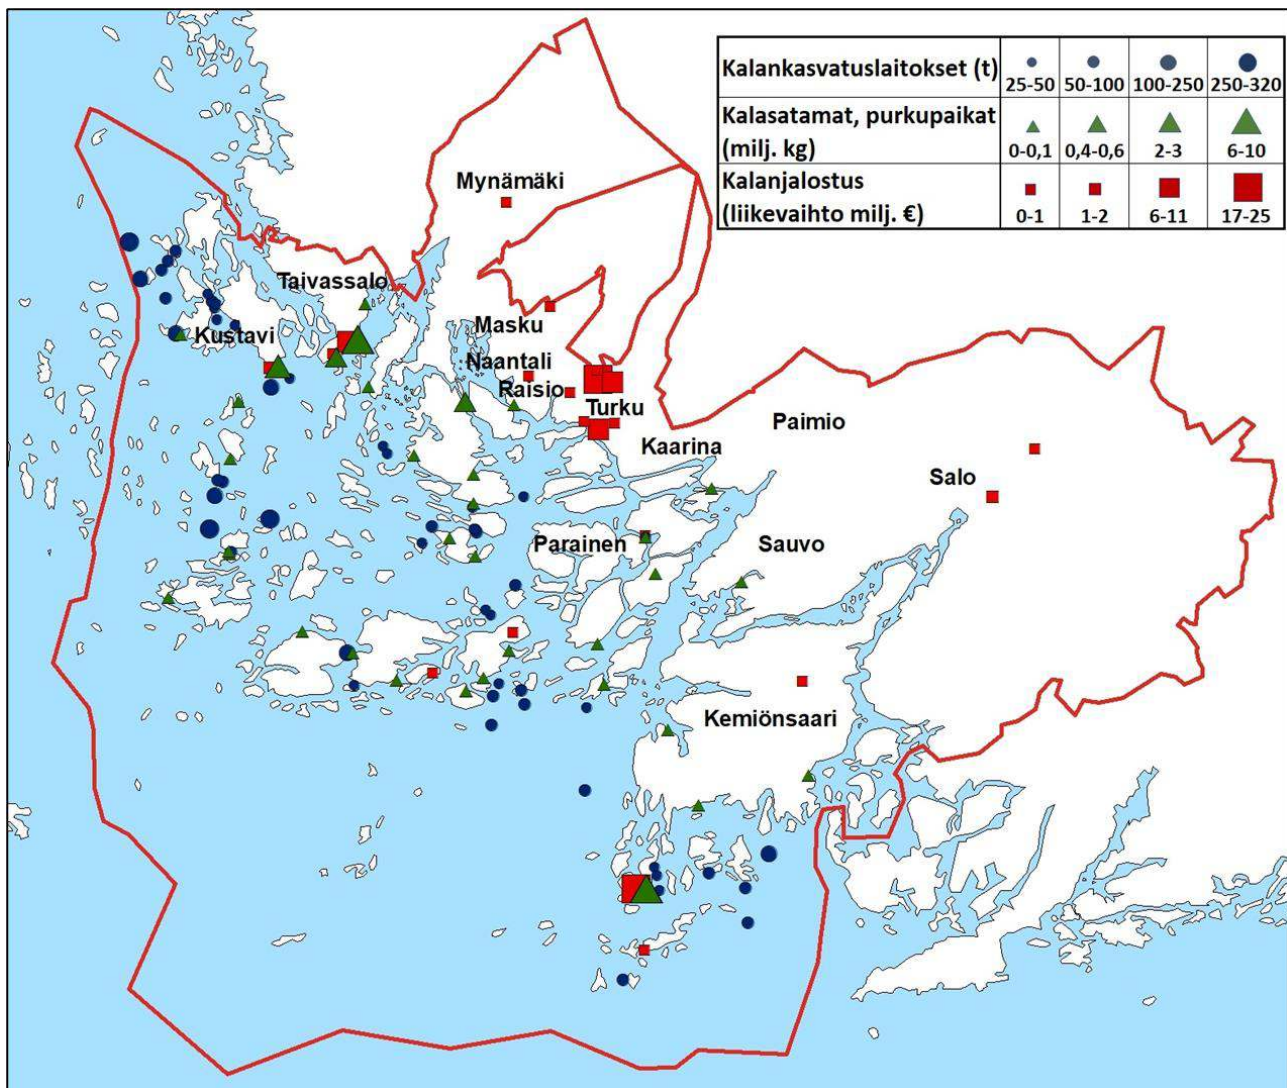 Kalankasvatuslaitokset (t)
25-50 50-100 100-250 250-320
Kalasatamat, purkupaikat
(milj. kg)
0-0,1 0,4-0,6 2-3 6-10
Kalanjalostus
(liikevaihto milj. €)
0-1 1-2 6-11 17-25
Mynämäki
Taivassalo
Kustavi
Masku
Naantali
Raisio
Turku
Paimio
Kaarina
Salo
Parainen
Sauvo
Kemiönsaari